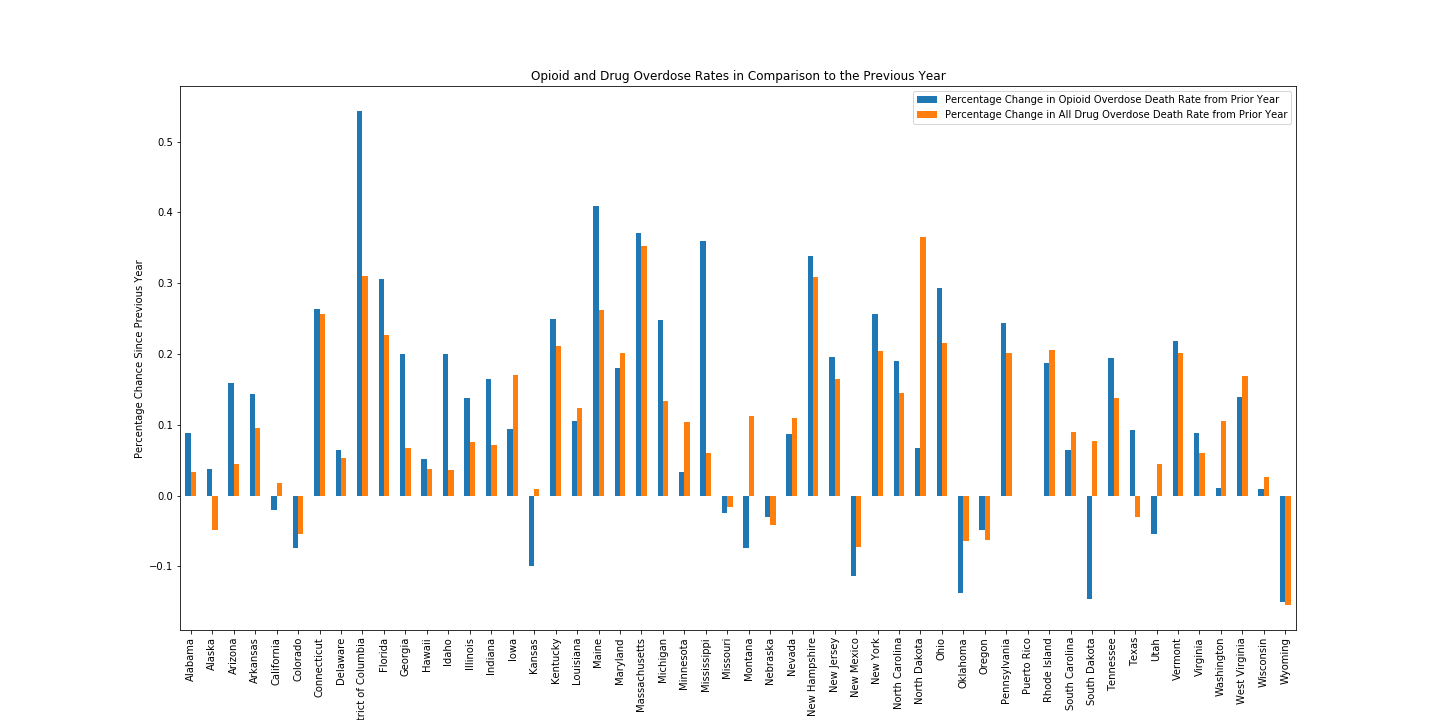 Opioid and Drug Overdose Rates in Comparison to the Previous Year
Percentage Change in Opioid Overdose Death Rate from Prior Year
Percentage Change in All Drug Overdose Death Rate from Prior Year
Percentage Chance Since Previous Year
0.5
0.4
0.3
0.2
0.1
0.0
−0.1
Alabama
Alaska
Arizona
Arkansas
California
Colorado
Connecticut
Delaware
trict of Columbia
Florida
Georgia
Hawaii
Idaho
Illinois
Indiana
Iowa
Kansas
Kentucky
Louisiana
Maine
Maryland
Massachusetts
Michigan
Minnesota
Mississippi
Missouri
Montana
Nebraska
Nevada
New Hampshire
New Jersey
New Mexico
New York
North Carolina
North Dakota
Ohio
Oklahoma
Oregon
Pennsylvania
Puerto Rico
Rhode Island
South Carolina
South Dakota
Tennessee
Texas
Utah
Vermont
Virginia
Washington
West Virginia
Wisconsin
Wyoming